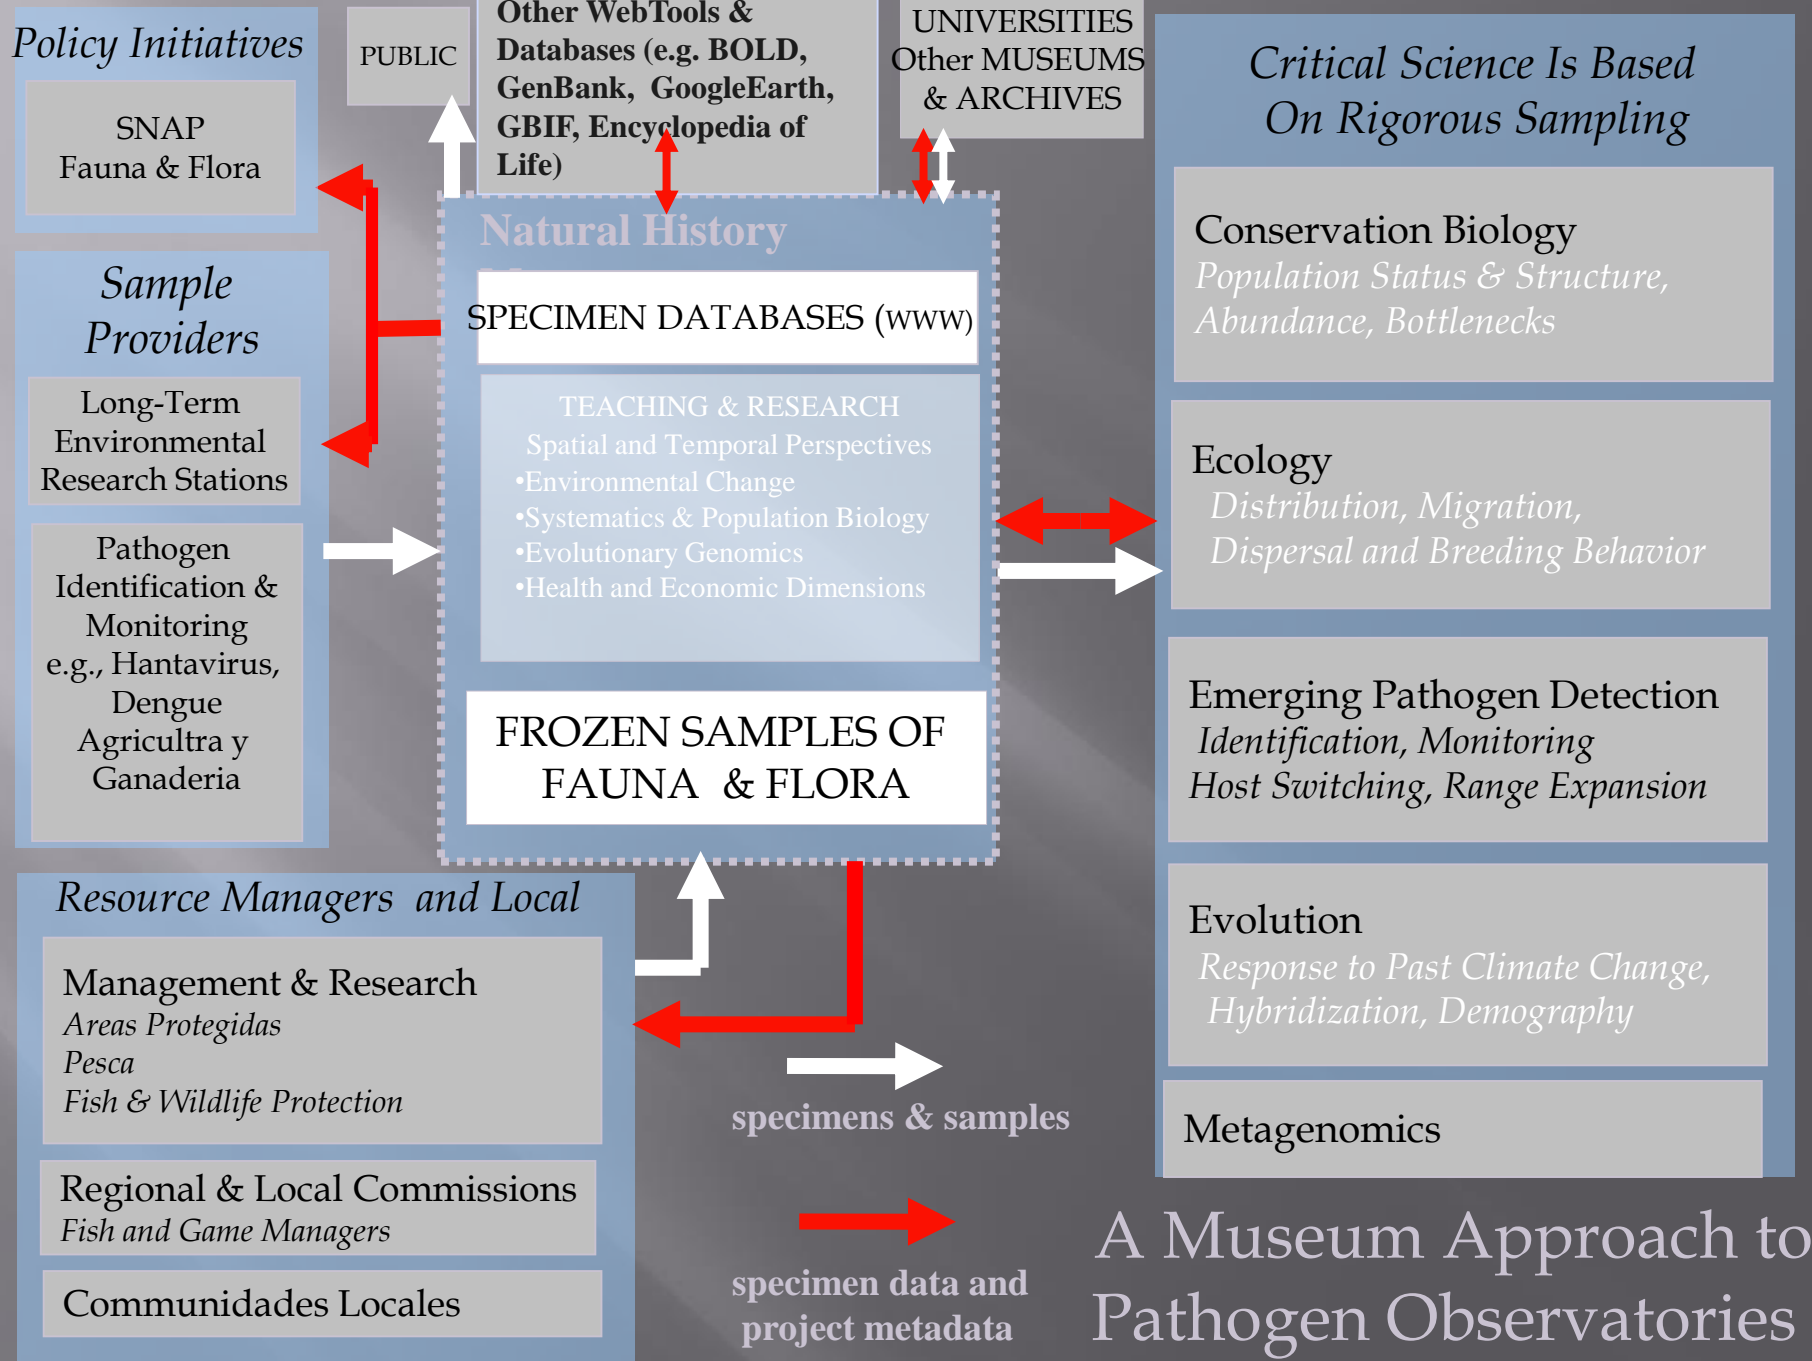 Policy Initiatives
SNAP
Fauna & Flora
PUBLIC
Other WebTools &
Databases (e.g. BOLD,
GenBank, GoogleEarth,
GBIF, Encyclopedia of
Life)
UNIVERSITIES
Other MUSEUMS
& ARCHIVES
Sample
Providers
Long-Term
Environmental
Research Stations
Pathogen
Identification &
Monitoring
e.g., Hantavirus,
Dengue
Agricultra y
Ganaderia
Natural History
SPECIMEN DATABASES (WWW)
TEACHING & RESEARCH
Spatial and Temporal Perspectives
•Environmental Change
•Systematics & Population Biology
•Evolutionary Genomics
•Health and Economic Dimensions
FROZEN SAMPLES OF
FAUNA & FLORA
Critical Science Is Based
On Rigorous Sampling
Conservation Biology
Population Status & Structure,
Abundance, Bottlenecks
Ecology
Distribution, Migration,
Dispersal and Breeding Behavior
Emerging Pathogen Detection
Identification, Monitoring
Host Switching, Range Expansion
Evolution
Response to Past Climate Change,
Hybridization, Demography
Metagenomics
Resource Managers and Local
Management & Research
Areas Protegidas
Pesca
Fish & Wildlife Protection
Regional & Local Commissions
Fish and Game Managers
Communidades Locales
specimens & samples
specimen data and
project metadata
A Museum Approach to
Pathogen Observatories